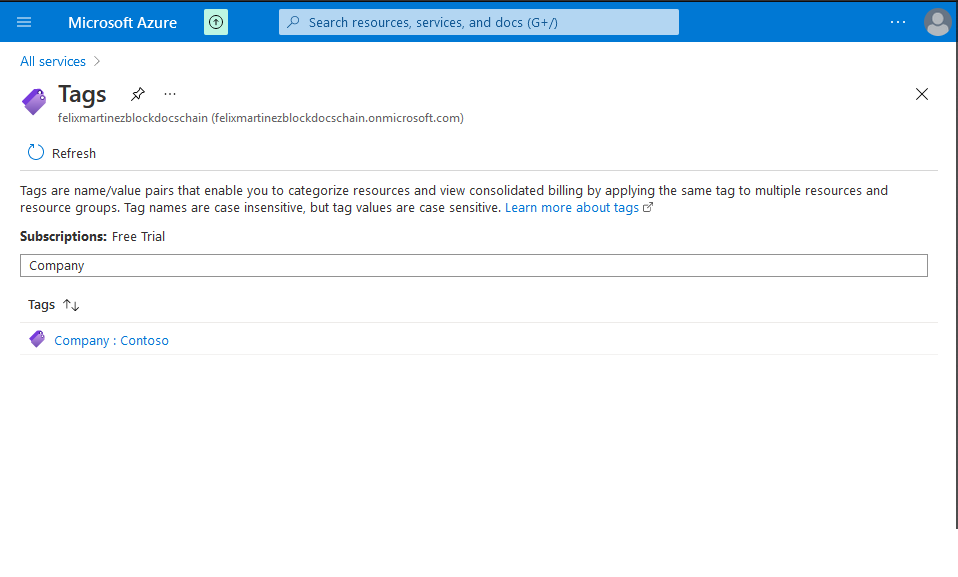 Microsoft Azure
Search resources, services, and docs (G+/)
...
All services >
Tags
...
felixmartinezblockdocschain (felixmartinezblockdocschain.onmicrosoft.com)
Refresh
Tags are name/value pairs that enable you to categorize resources and view consolidated billing by applying the same tag to multiple resources and
resource groups. Tag names are case insensitive, but tag values are case sensitive. Learn more about tags
Subscriptions: Free Trial
Company
Tags
Company : Contoso